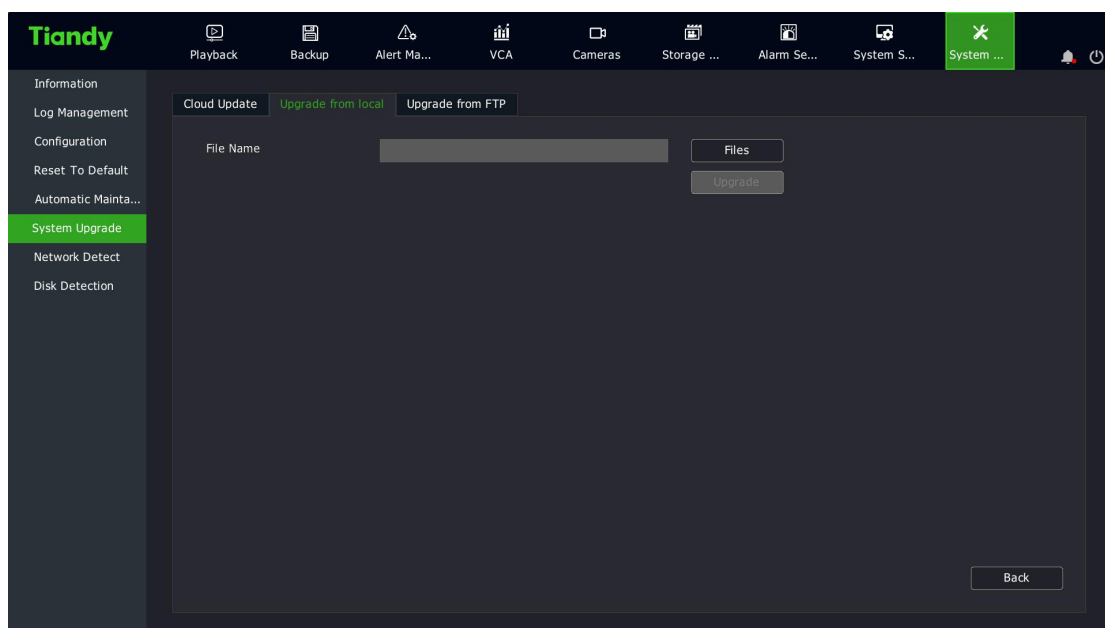 Tiandy
Playback Backup Alert Ma... VCA Cameras Storage ... Alarm Se... System S... System ...
Information
Log Management
Configuration
Reset To Default
Automatic Mainta...
System Upgrade
Network Detect
Disk Detection
Cloud Update Upgrade from local Upgrade from FTP
File Name Files
Upgrade
Back